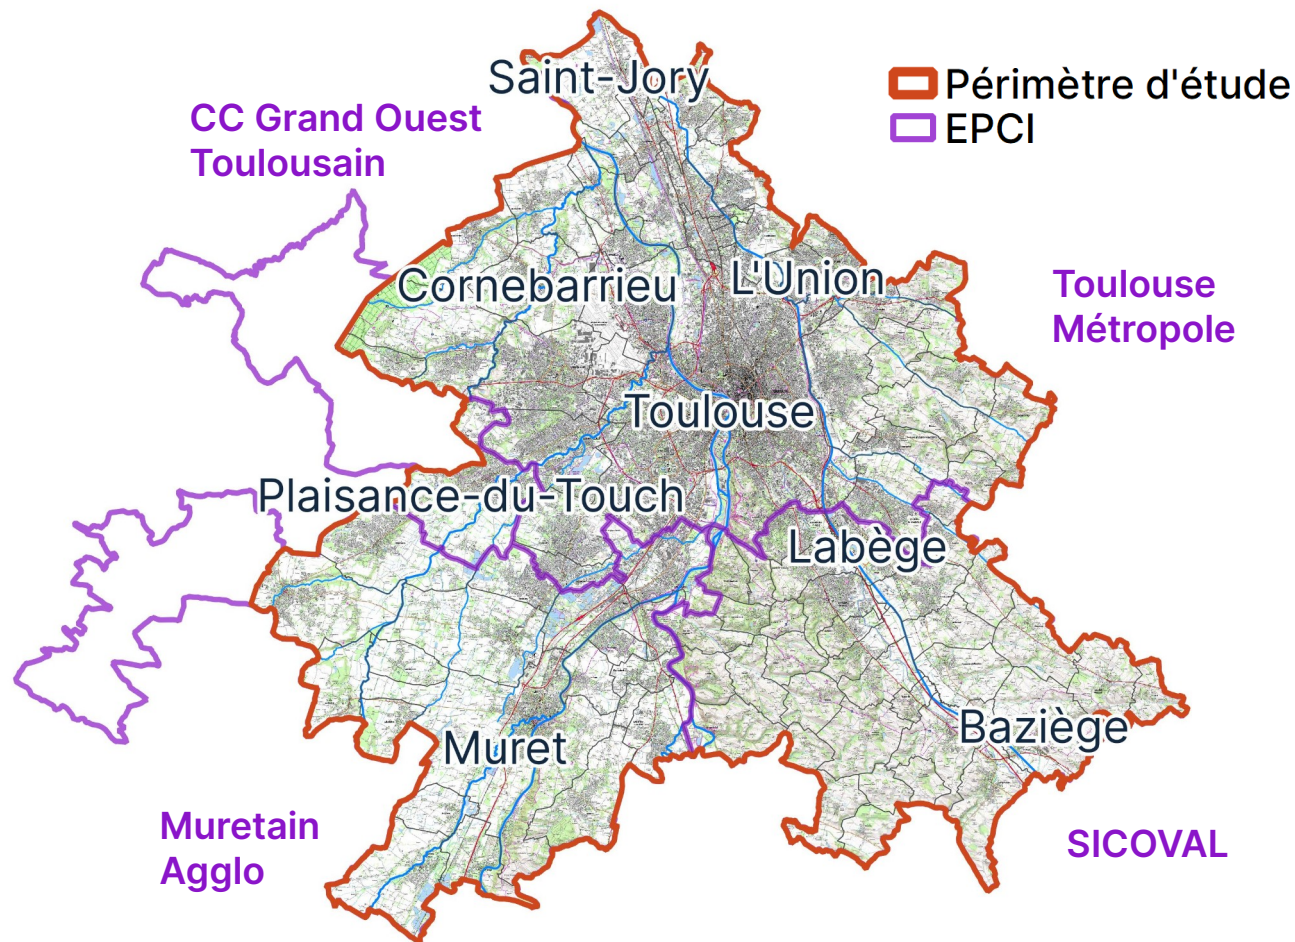 Saint-Jory
Périmètre d'étude
EPCI
CC Grand Ouest
Toulousain
Cornebarrieu
L'Union
Toulouse
Métropole
Toulouse
Plaisance-du-Touch
Labège
Baziège
Muret
Muretain
Agglo
SICOVAL